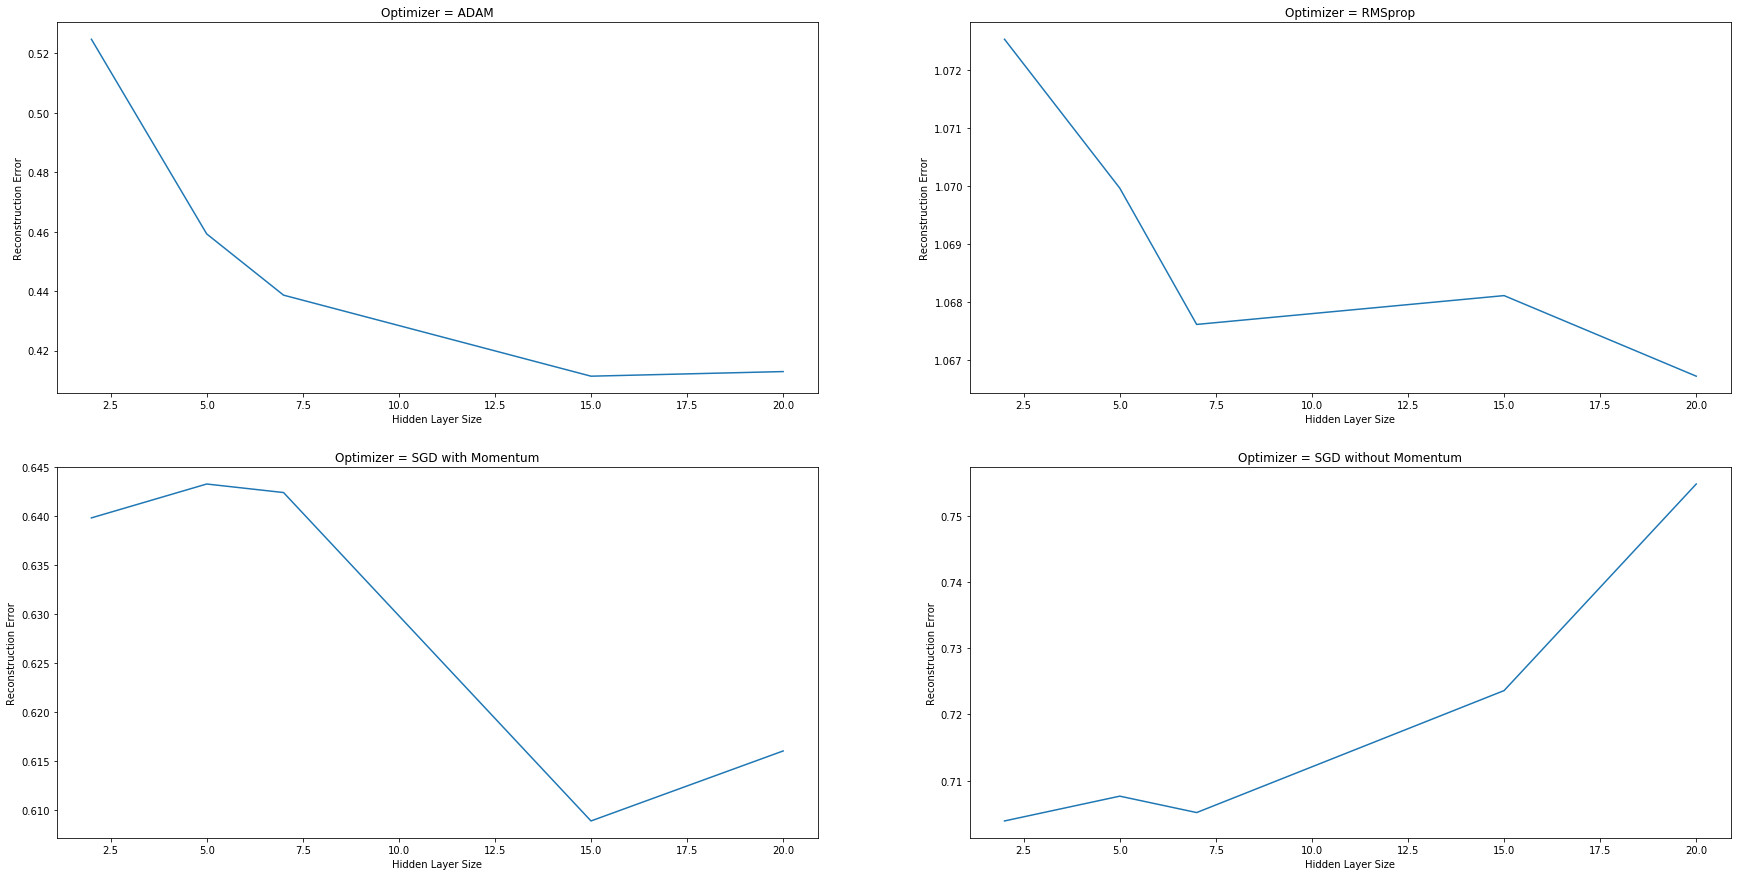 Optimizer = ADAM
Reconstruction Error
0.52
0.50
0.48
0.46
0.44
0.42
2.5 5.0 7.5 10.0 12.5 15.0 17.5 20.0
Hidden Layer Size
Optimizer = RMSprop
Reconstruction Error
1.072
1.071
1.070
1.069
1.068
1.067
2.5 5.0 7.5 10.0 12.5 15.0 17.5 20.0
Hidden Layer Size
Optimizer = SGD with Momentum
Reconstruction Error
0.645
0.640
0.635
0.630
0.625
0.620
0.615
0.610
2.5 5.0 7.5 10.0 12.5 15.0 17.5 20.0
Hidden Layer Size
Optimizer = SGD without Momentum
Reconstruction Error
0.75
0.74
0.73
0.72
0.71
2.5 5.0 7.5 10.0 12.5 15.0 17.5 20.0
Hidden Layer Size